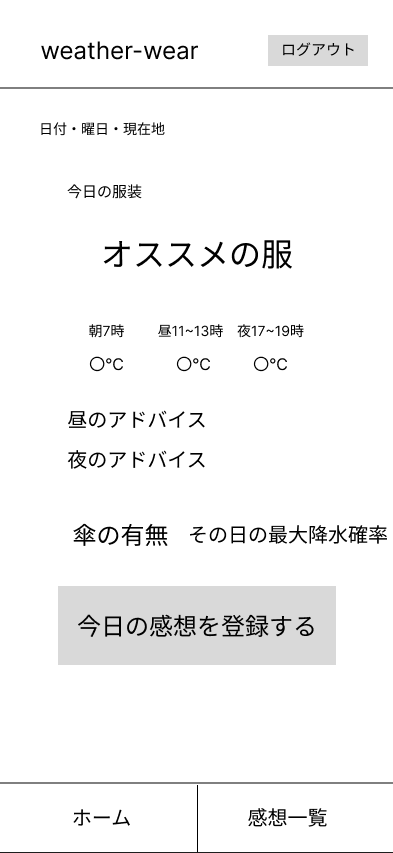 weather-wear ログアウト
日付・曜日・現在地
今日の服装
オススメの服
朝7時 昼11~13時 夜17~19時
〇℃ 〇℃ 〇℃
昼のアドバイス
夜のアドバイス
傘の有無 その日の最大降水確率
今日の感想を登録する
ホーム 感想一覧